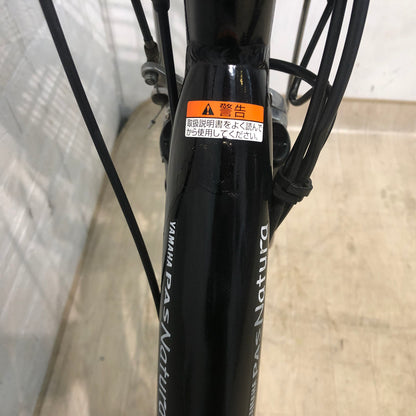 警告
取扱説明書をよく読んで
から使用してください。
YAMAHA PAS Natura
PAS Natura